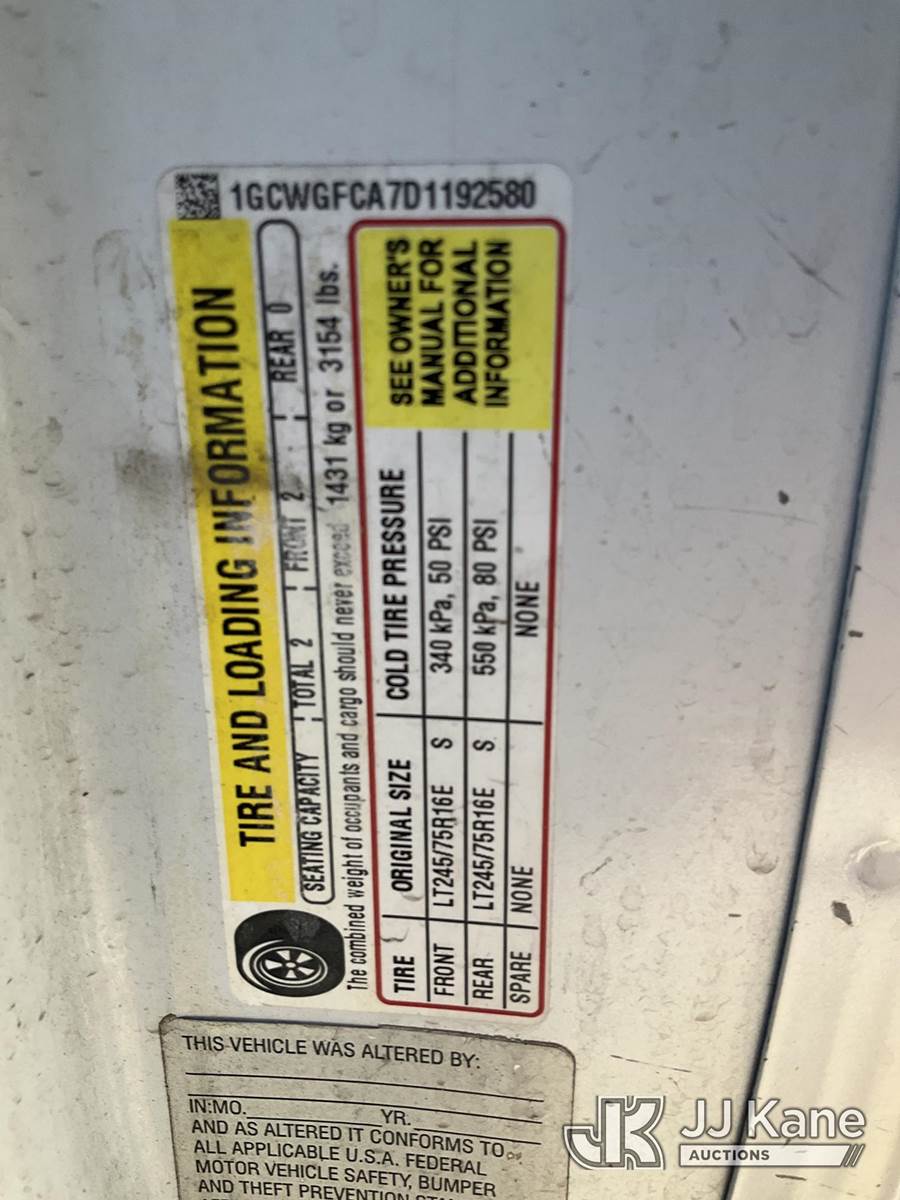 1GCWGFCA7D1192580
TIRE AND LOADING INFORMATION
SEATING CAPACITY TOTAL 2 FRONT 2 REAR 0
The combined weight of occupants and cargo should never exceed 1431 kg or 3154 lbs.
TIRE ORIGINAL SIZE COLD TIRE PRESSURE
FRONT LT245/75R16E S 340 kPa, 50 PSI
REAR LT245/75R16E S 550 kPa, 80 PSI
SPARE NONE NONE
SEE OWNER'S
MANUAL FOR
ADDITIONAL
INFORMATION
THIS VEHICLE WAS ALTERED BY:
IN:MO. YR.
AND AS ALTERED IT CONFORMS TO
ALL APPLICABLE U.S.A. FEDERAL
MOTOR VEHICLE SAFETY, BUMPER
AND THEFT PREVENTION
JJ Kane
AUCTIONS